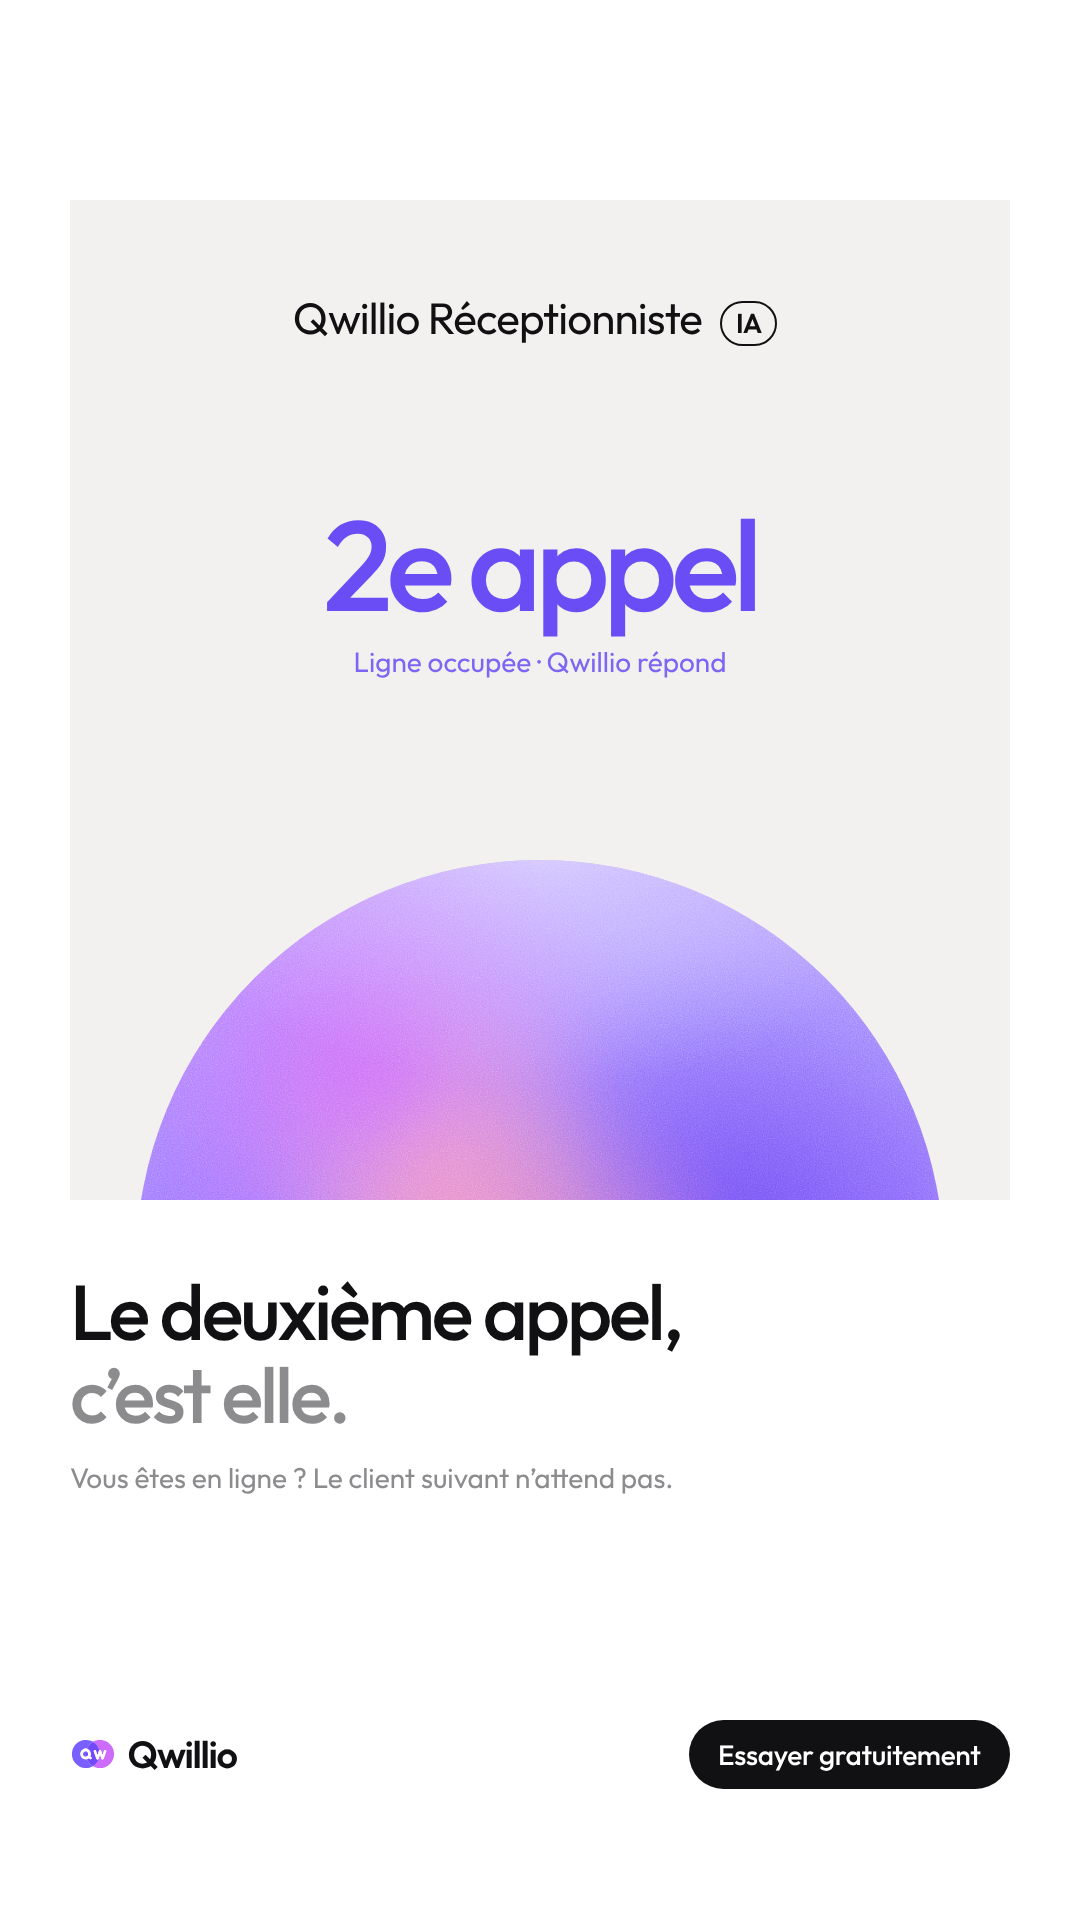 Qwillio Réceptionniste IA
2e appel
Ligne occupée · Qwillio répond
Le deuxième appel,
c’est elle.
Vous êtes en ligne ? Le client suivant n’attend pas.
QW Qwillio
Essayer gratuitement